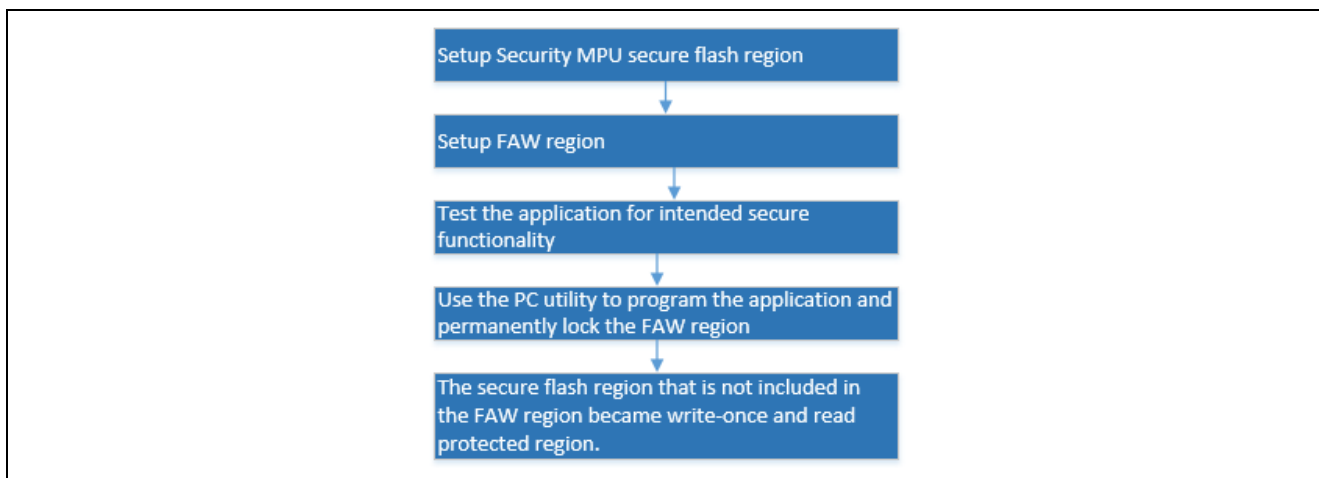 Setup Security MPU secure flash region
Setup FAW region
Test the application for intended secure
functionality
Use the PC utility to program the application and
permanently lock the FAW region
The secure flash region that is not included in
the FAW region became write-once and read
protected region.